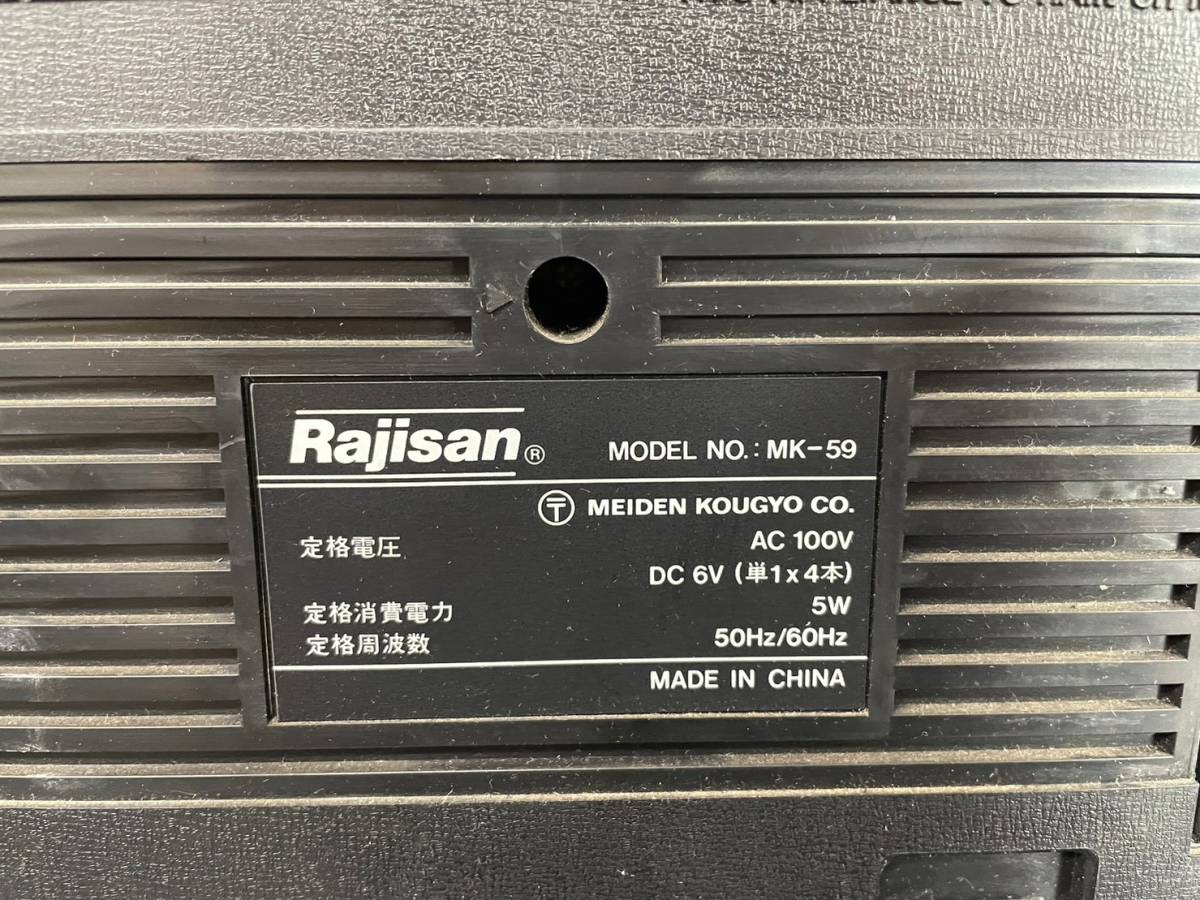 Rajisan®
MODEL NO.: MK-59
MEIDEN KOUGYO CO.
定格電圧 AC 100V
DC 6V (単1x4本)
定格消費電力 5W
定格周波数 50Hz/60Hz
MADE IN CHINA